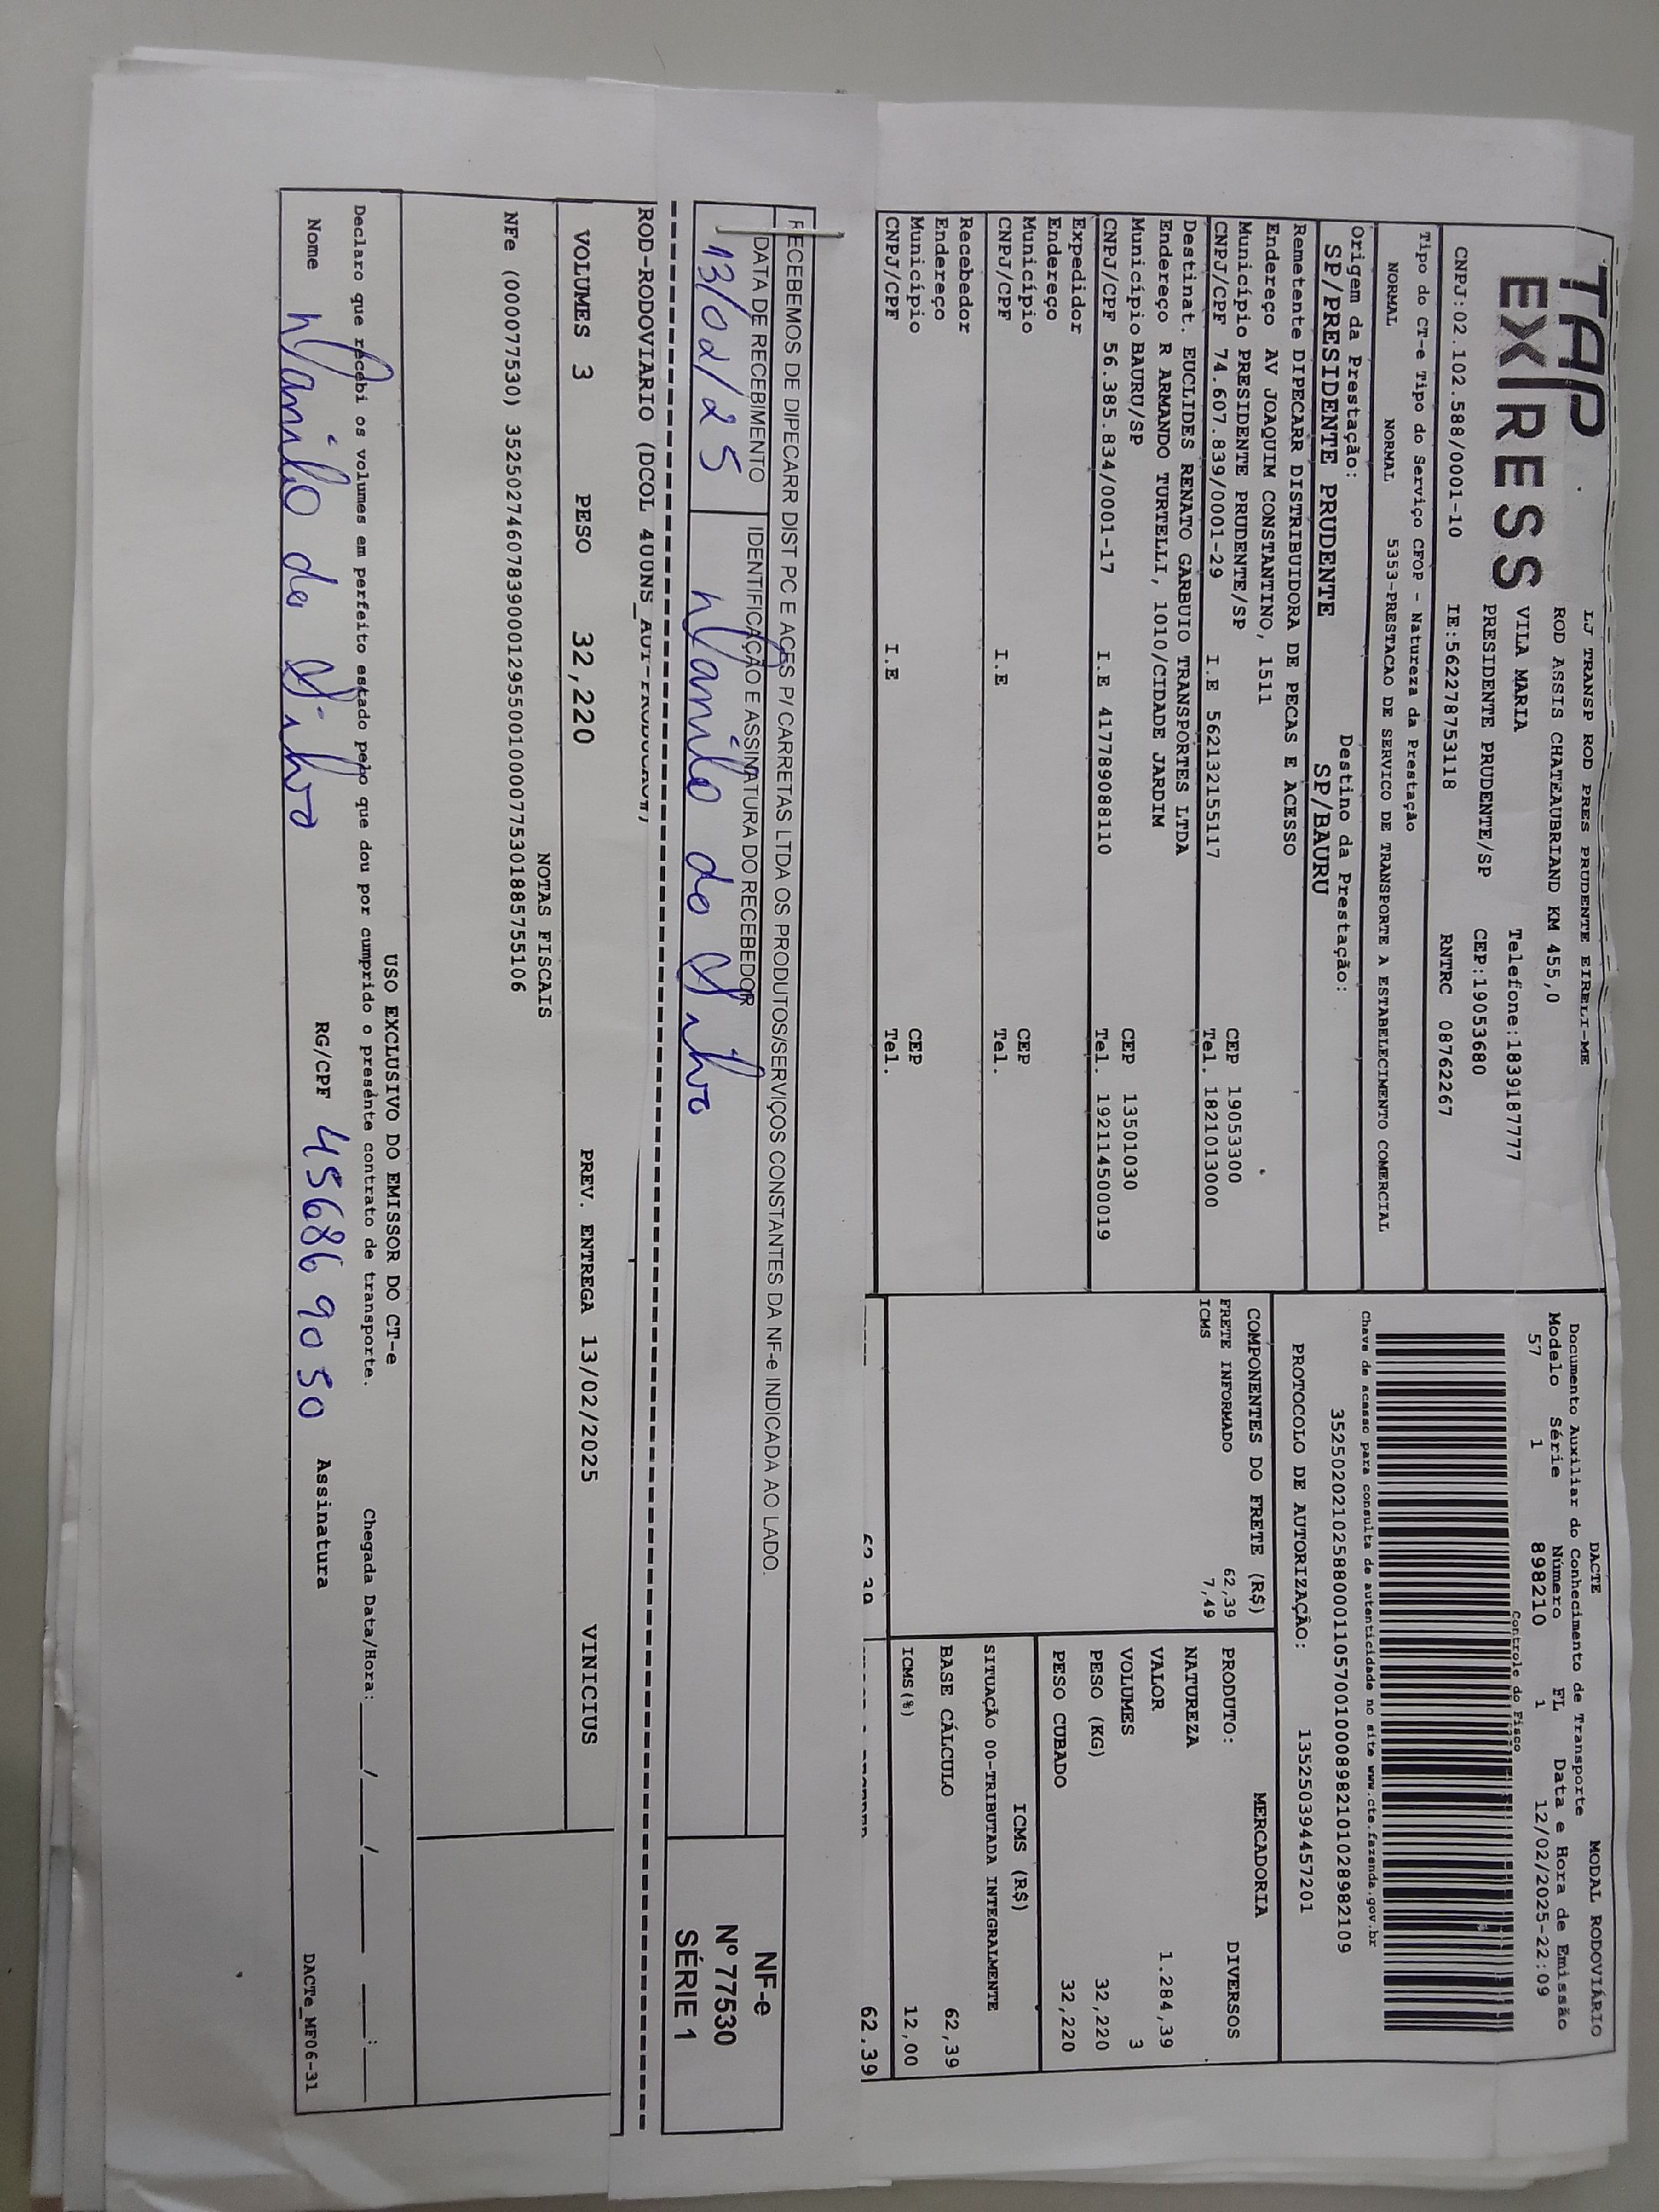 TAP
EXPRESS
LJ TRANSP ROD PRES PRUDENTE EIRELI-ME
ROD ASSIS CHATEAUBRIAND KM 455,0
VILA MARIA Telefone:1839187777
PRESIDENTE PRUDENTE/SP CEP:19053680
CNPJ:02.102.588/0001-10 IE:562278753118 RNTRC 08762267
DACTE MODAL RODOVIÁRIO
Documento Auxiliar do Conhecimento de Transporte
Modelo Série Número FL Data e Hora de Emissão
57 1 898210 1 12/02/2025-22:09
Controle do Fisco
Tipo do CT-e Tipo do Serviço CFOP - Natureza da Prestação
NORMAL NORMAL 5353-PRESTACAO DE SERVICO DE TRANSPORTE A ESTABELECIMENTO COMERCIAL
Chave de acesso para consulta de autenticidade no site www.cte.fazenda.gov.br
35250202102588000110570010008982101028982109
Origem da Prestação: Destino da Prestação:
SP/PRESIDENTE PRUDENTE SP/BAURU
PROTOCOLO DE AUTORIZAÇÃO: 135250394457201
Remetente DIPECARR DISTRIBUIDORA DE PECAS E ACESSO
Endereço AV JOAQUIM CONSTANTINO, 1511
Município PRESIDENTE PRUDENTE/SP CEP 19053300
CNPJ/CPF 74.607.839/0001-29 I.E 562132155117 Tel. 1821013000
Destinat. EUCLIDES RENATO GARBUIO TRANSPORTES LTDA
Endereço R ARMANDO TURTELLI, 1010/CIDADE JARDIM
Município BAURU/SP CEP 13501030
CNPJ/CPF 56.385.834/0001-17 I.E 417789088110 Tel. 192114500019
Expedidor
Endereço
Município CEP
CNPJ/CPF I.E Tel.
Recebedor
Endereço
Município CEP
CNPJ/CPF I.E Tel.
COMPONENTES DO FRETE (R$)
FRETE INFORMADO 62,39
ICMS 7,49
MERCADORIA
PRODUTO: DIVERSOS
NATUREZA
VALOR 1.284,39
VOLUMES 3
PESO (KG) 32,220
PESO CUBADO 32,220
ICMS (R$)
SITUAÇÃO 00-TRIBUTADA INTEGRALMENTE
BASE CÁLCULO 62,39
ICMS(%) 12,00
62.39
RECEBEMOS DE DIPECARR DIST PC E ACES P/ CARRETAS LTDA OS PRODUTOS/SERVIÇOS CONSTANTES DA NF-e INDICADA AO LADO.
DATA DE RECEBIMENTO IDENTIFICAÇÃO E ASSINATURA DO RECEBEDOR
13/02/25 Danilo da Silva
NF-e
Nº 77530
SÉRIE 1
ROD-RODOVIARIO (DCOL
VOLUMES 3 PESO 32,220 PREV. ENTREGA 13/02/2025 VINICIUS
NOTAS FISCAIS
NFe (000077530) 35250274607839000129550010000775301885755106
USO EXCLUSIVO DO EMISSOR DO CT-e
Declaro que recebi os volumes em perfeito estado pelo que dou por cumprido o presente contrato de transporte. Chegada Data/Hora:___/___/___ __:__
Nome Danilo da Silva RG/CPF 456869050 Assinatura
DACTe_MF06-31